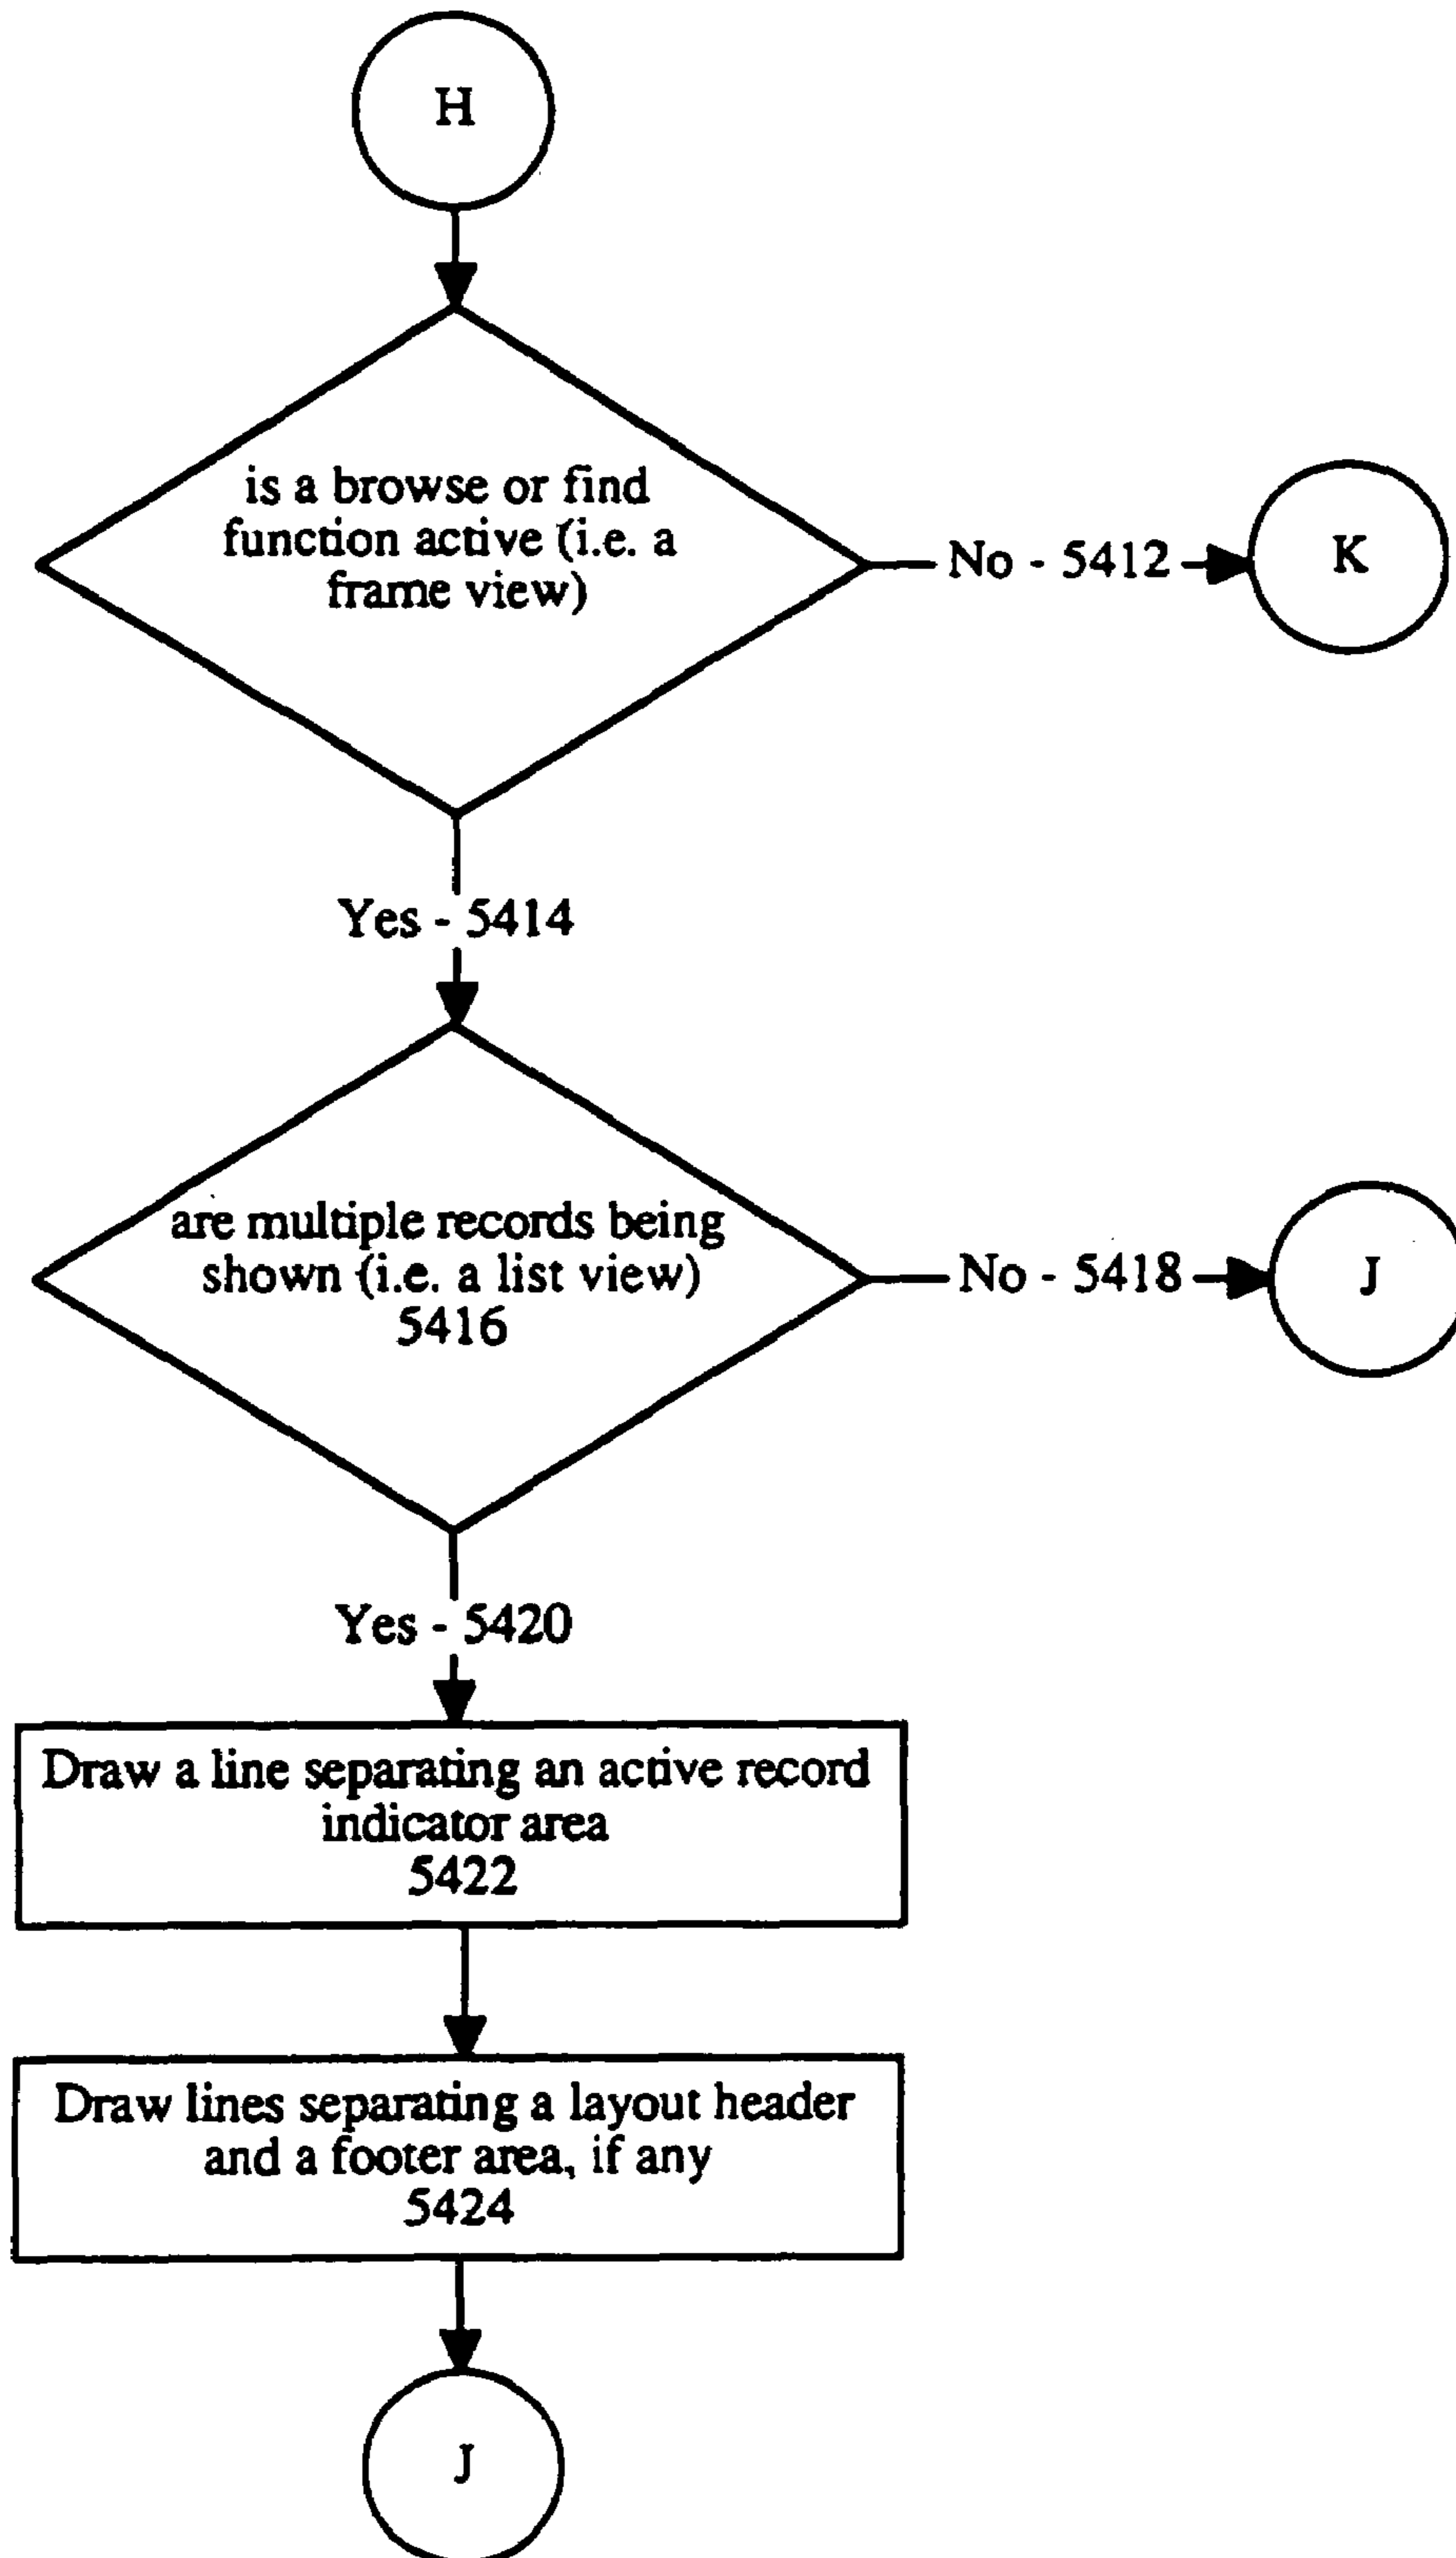 H
is a browse or find
function active (i.e. a
frame view)
No - 5412
K
Yes - 5414
are multiple records being
shown (i.e. a list view)
5416
No - 5418
J
Yes - 5420
Draw a line separating an active record
indicator area
5422
Draw lines separating a layout header
and a footer area, if any
5424
J